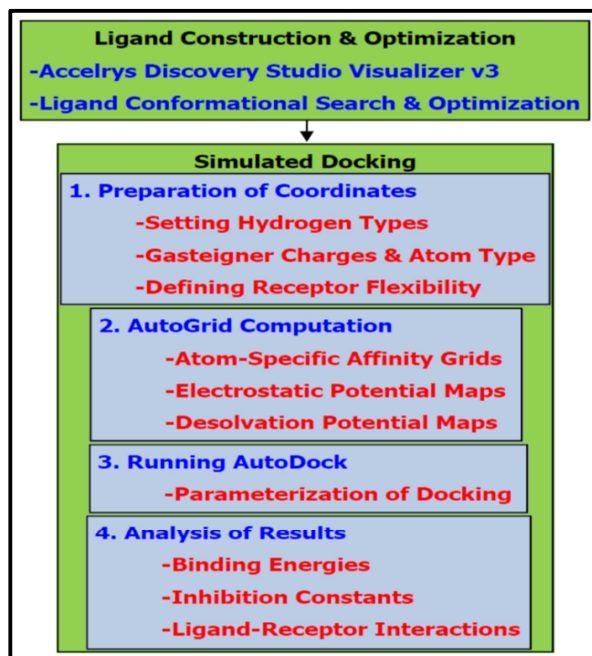 Ligand Construction & Optimization
-Accelrys Discovery Studio Visualizer v3
-Ligand Conformational Search & Optimization
Simulated Docking
1. Preparation of Coordinates
-Setting Hydrogen Types
-Gasteigner Charges & Atom Type
-Defining Receptor Flexibility
2. AutoGrid Computation
-Atom-Specific Affinity Grids
-Electrostatic Potential Maps
-Desolvation Potential Maps
3. Running AutoDock
-Parameterization of Docking
4. Analysis of Results
-Binding Energies
-Inhibition Constants
-Ligand-Receptor Interactions